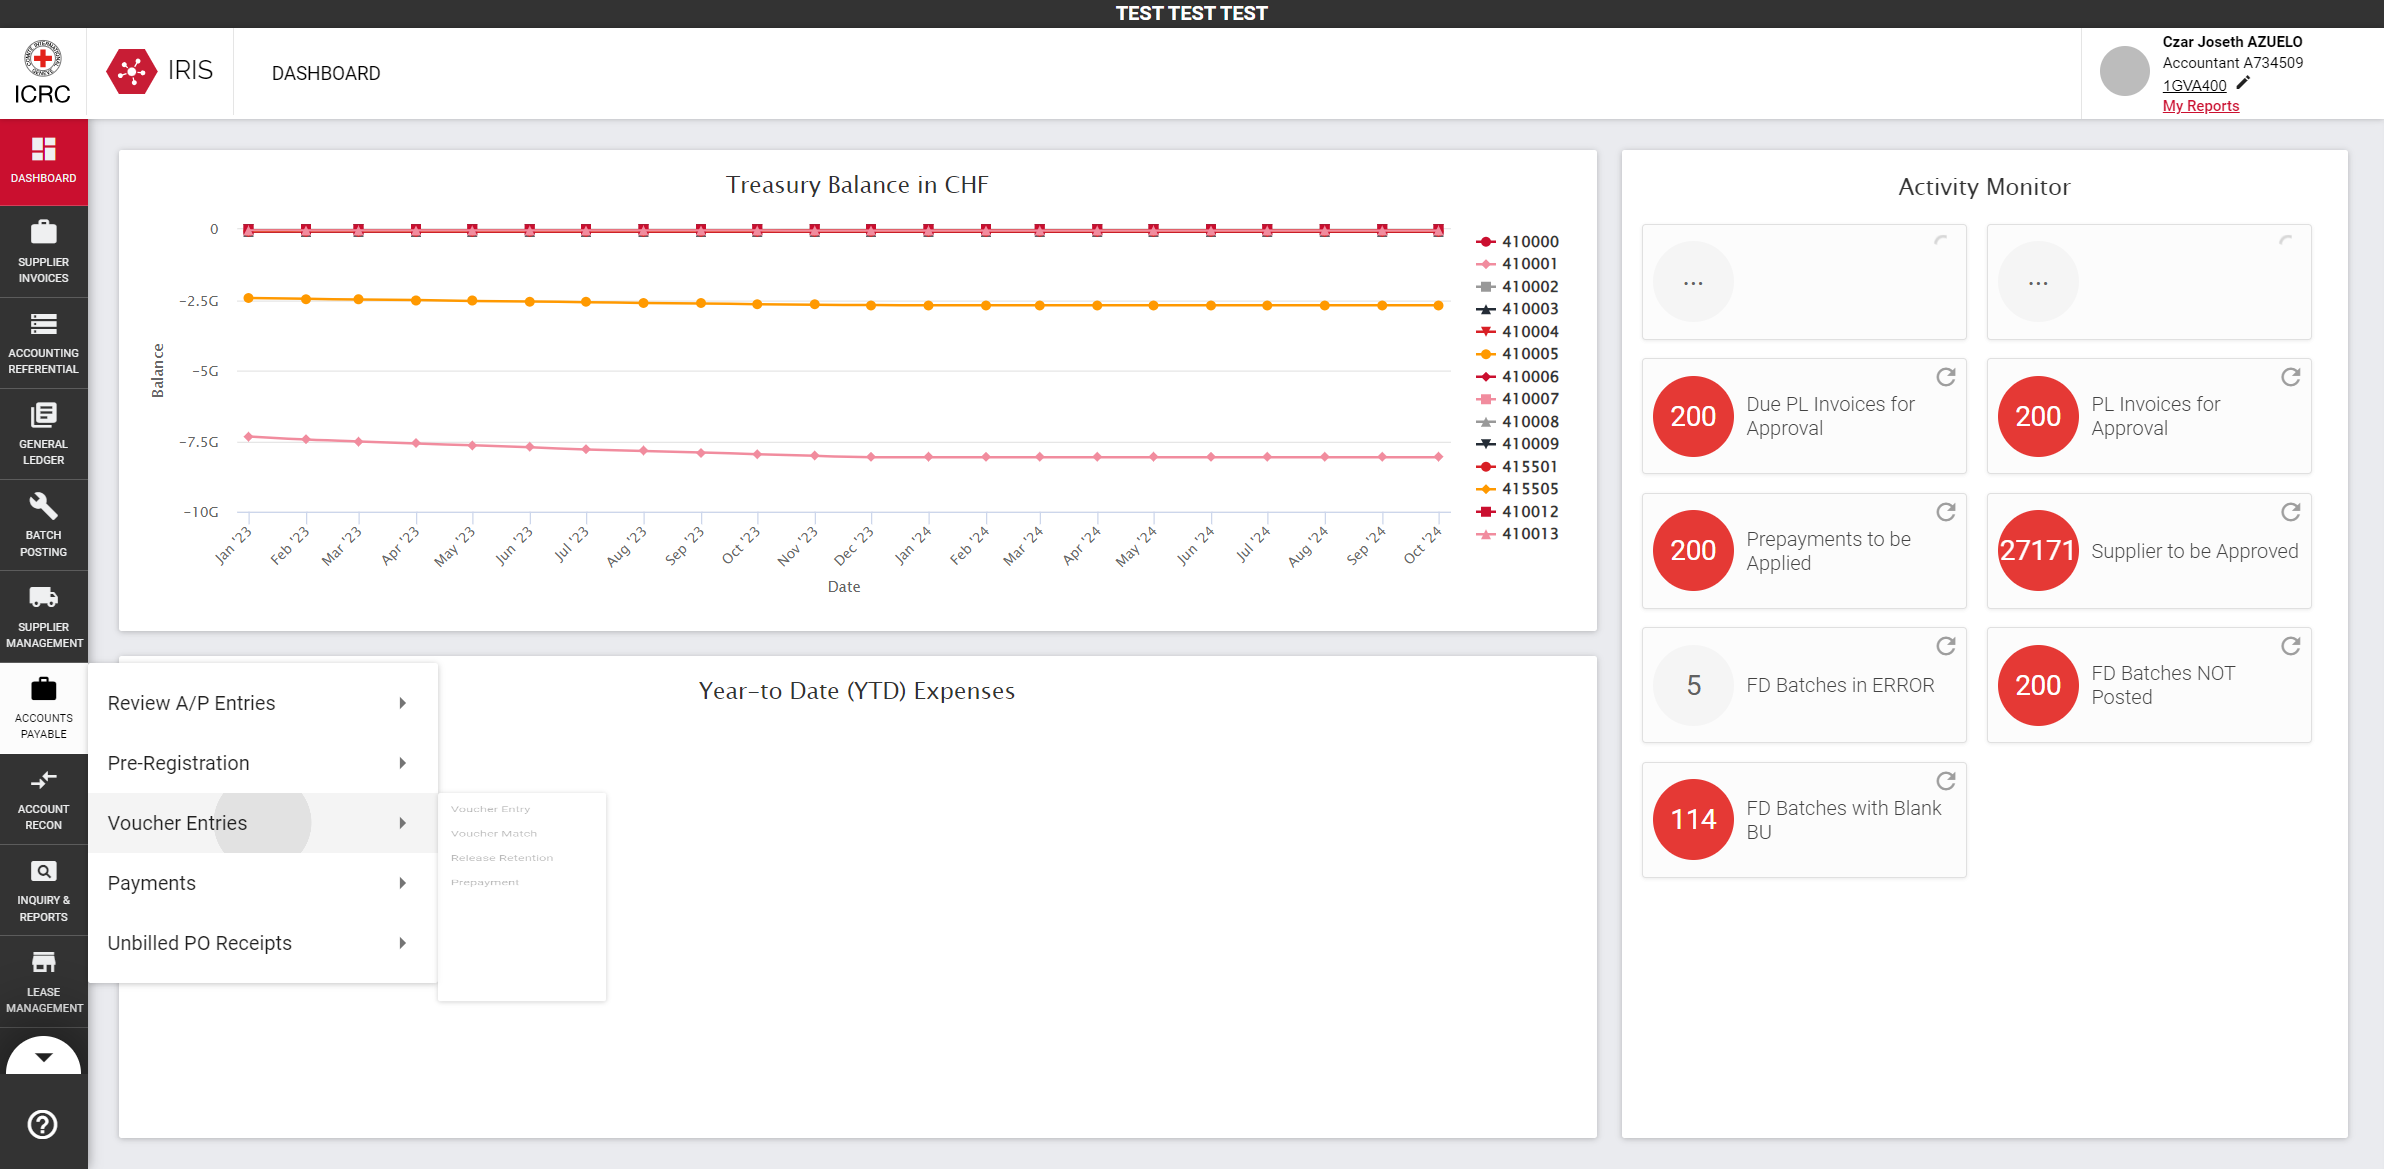 TEST TEST TEST
ICRC
IRIS
DASHBOARD
Czar Joseth AZUELO
Accountant A734509
1GVA400
My Reports
DASHBOARD
SUPPLIER
INVOICES
ACCOUNTING
REFERENTIAL
GENERAL
LEDGER
BATCH
POSTING
SUPPLIER
MANAGEMENT
ACCOUNTS
PAYABLE
ACCOUNT
RECON
INQUIRY &
REPORTS
LEASE
MANAGEMENT
Treasury Balance in CHF
0
-2.5G
-5G
-7.5G
-10G
Balance
Jan '23
Feb '23
Mar '23
Apr '23
May '23
Jun '23
Jul '23
Aug '23
Sep '23
Oct '23
Nov '23
Dec '23
Jan '24
Feb '24
Mar '24
Apr '24
May '24
Jun '24
Jul '24
Aug '24
Sep '24
Oct '24
Date
410000
410001
410002
410003
410004
410005
410006
410007
410008
410009
415501
415505
410012
410013
Year-to Date (YTD) Expenses
Review A/P Entries
Pre-Registration
Voucher Entries
Payments
Unbilled PO Receipts
Voucher Entry
Voucher Match
Release Retention
Prepayment
Activity Monitor
...
...
200
Due PL Invoices for
Approval
200
PL Invoices for
Approval
200
Prepayments to be
Applied
27171
Supplier to be Approved
5
FD Batches in ERROR
200
FD Batches NOT
Posted
114
FD Batches with Blank
BU